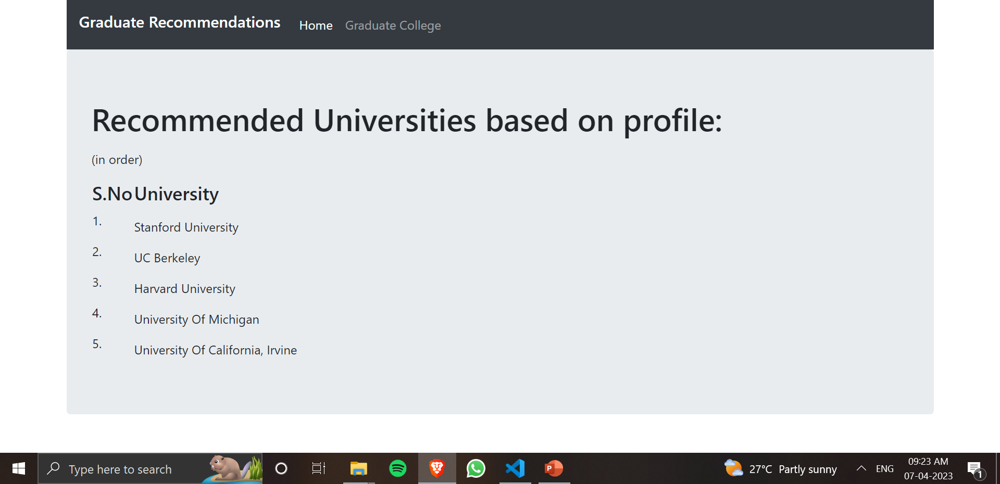 Graduate Recommendations Home Graduate College
Recommended Universities based on profile:
(in order)
S.No University
1. Stanford University
2. UC Berkeley
3. Harvard University
4. University Of Michigan
5. University Of California, Irvine
Type here to search
P
27°C Partly sunny
ENG
09:23 AM
07-04-2023
1